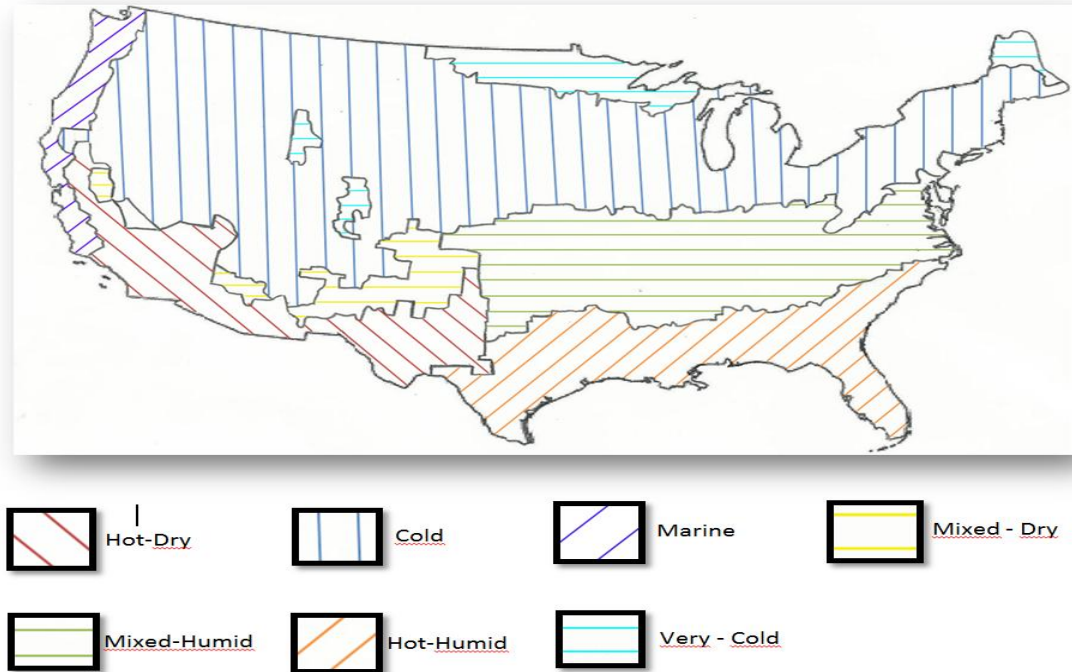 Hot-Dry
Cold
Marine
Mixed - Dry
Mixed-Humid
Hot-Humid
Very - Cold